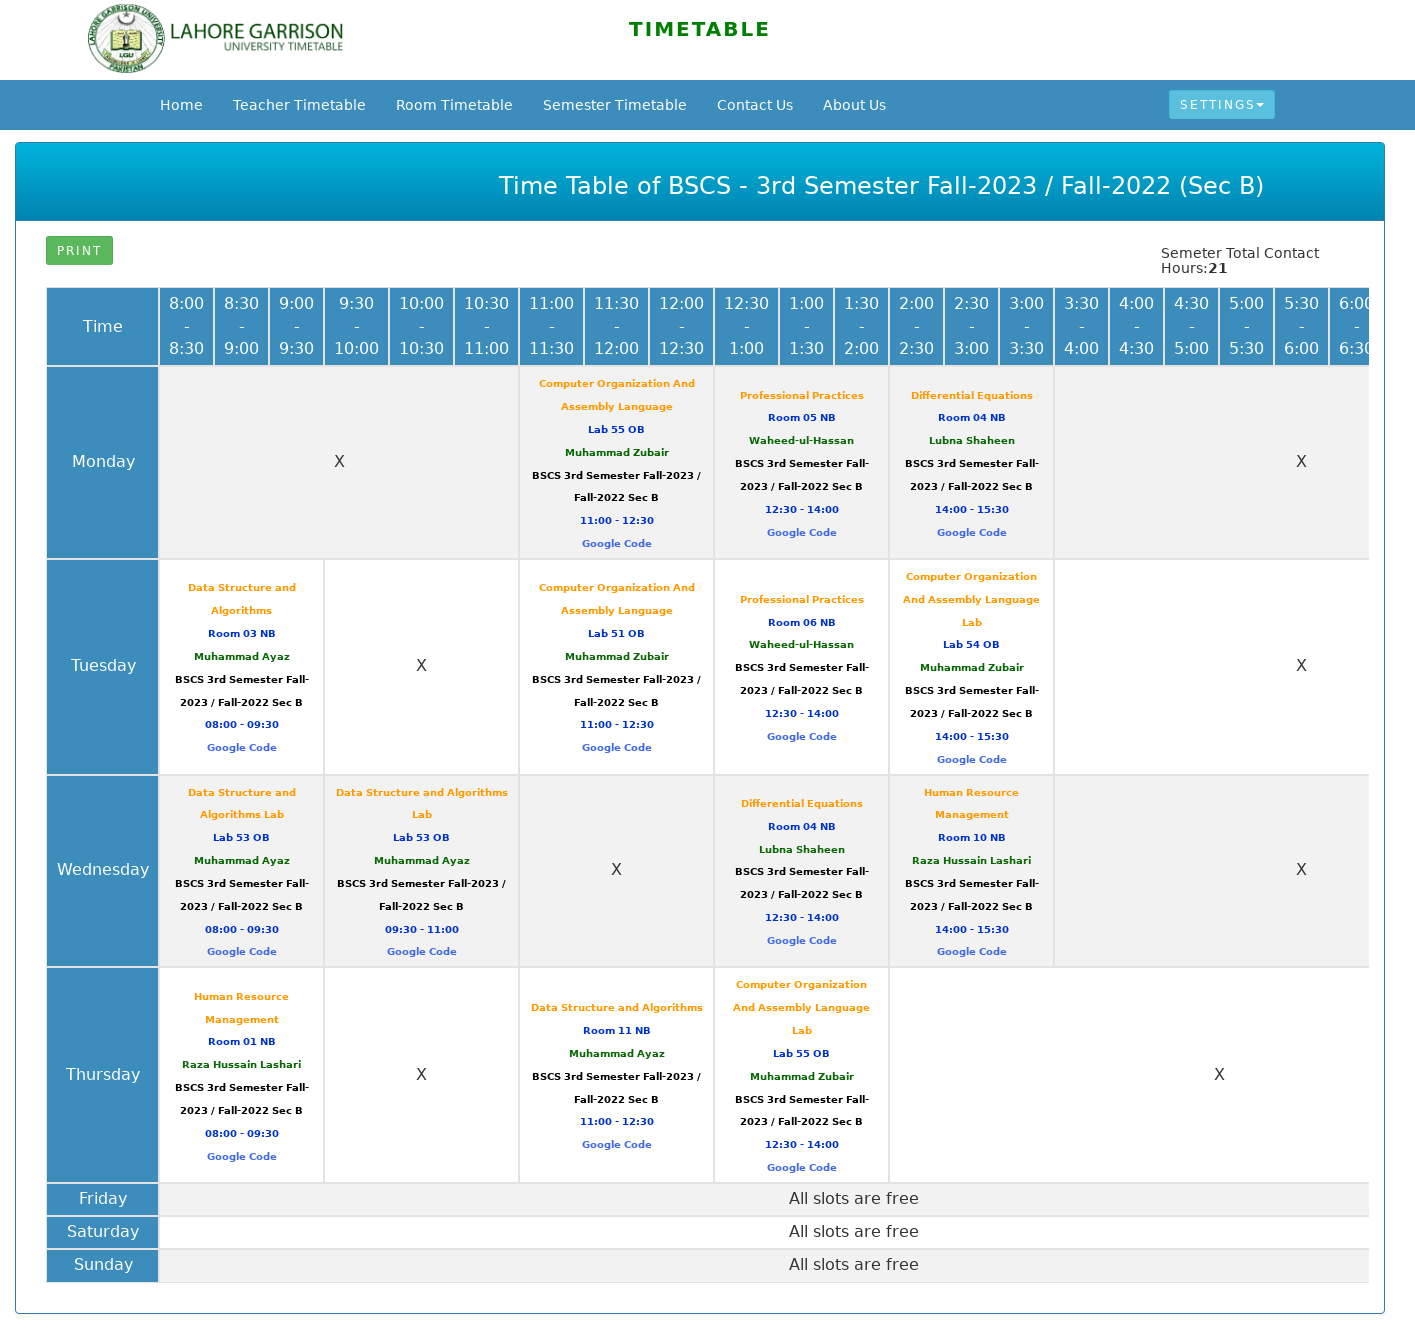 LAHORE GARRISON
UNIVERSITY TIMETABLE
TIMETABLE
Home
Teacher Timetable
Room Timetable
Semester Timetable
Contact Us
About Us
SETTINGS
Time Table of BSCS - 3rd Semester Fall-2023 / Fall-2022 (Sec B)
PRINT
Semeter Total Contact
Hours:21
Time
8:00
-
8:30
8:30
-
9:00
9:00
-
9:30
9:30
-
10:00
10:00
-
10:30
10:30
-
11:00
11:00
-
11:30
11:30
-
12:00
12:00
-
12:30
12:30
-
1:00
1:00
-
1:30
1:30
-
2:00
2:00
-
2:30
2:30
-
3:00
3:00
-
3:30
3:30
-
4:00
4:00
-
4:30
4:30
-
5:00
5:00
-
5:30
5:30
-
6:00
6:00
-
6:30
Monday
X
Computer Organization And
Assembly Language
Lab 55 OB
Muhammad Zubair
BSCS 3rd Semester Fall-2023 /
Fall-2022 Sec B
11:00 - 12:30
Google Code
Professional Practices
Room 05 NB
Waheed-ul-Hassan
BSCS 3rd Semester Fall-
2023 / Fall-2022 Sec B
12:30 - 14:00
Google Code
Differential Equations
Room 04 NB
Lubna Shaheen
BSCS 3rd Semester Fall-
2023 / Fall-2022 Sec B
14:00 - 15:30
Google Code
X
Tuesday
Data Structure and
Algorithms
Room 03 NB
Muhammad Ayaz
BSCS 3rd Semester Fall-
2023 / Fall-2022 Sec B
08:00 - 09:30
Google Code
X
Computer Organization And
Assembly Language
Lab 51 OB
Muhammad Zubair
BSCS 3rd Semester Fall-2023 /
Fall-2022 Sec B
11:00 - 12:30
Google Code
Professional Practices
Room 06 NB
Waheed-ul-Hassan
BSCS 3rd Semester Fall-
2023 / Fall-2022 Sec B
12:30 - 14:00
Google Code
Computer Organization
And Assembly Language
Lab
Lab 54 OB
Muhammad Zubair
BSCS 3rd Semester Fall-
2023 / Fall-2022 Sec B
14:00 - 15:30
Google Code
X
Wednesday
Data Structure and
Algorithms Lab
Lab 53 OB
Muhammad Ayaz
BSCS 3rd Semester Fall-
2023 / Fall-2022 Sec B
08:00 - 09:30
Google Code
Data Structure and Algorithms
Lab
Lab 53 OB
Muhammad Ayaz
BSCS 3rd Semester Fall-2023 /
Fall-2022 Sec B
09:30 - 11:00
Google Code
X
Differential Equations
Room 04 NB
Lubna Shaheen
BSCS 3rd Semester Fall-
2023 / Fall-2022 Sec B
12:30 - 14:00
Google Code
Human Resource
Management
Room 10 NB
Raza Hussain Lashari
BSCS 3rd Semester Fall-
2023 / Fall-2022 Sec B
14:00 - 15:30
Google Code
X
Thursday
Human Resource
Management
Room 01 NB
Raza Hussain Lashari
BSCS 3rd Semester Fall-
2023 / Fall-2022 Sec B
08:00 - 09:30
Google Code
X
Data Structure and Algorithms
Room 11 NB
Muhammad Ayaz
BSCS 3rd Semester Fall-2023 /
Fall-2022 Sec B
11:00 - 12:30
Google Code
Computer Organization
And Assembly Language
Lab
Lab 55 OB
Muhammad Zubair
BSCS 3rd Semester Fall-
2023 / Fall-2022 Sec B
12:30 - 14:00
Google Code
X
Friday
All slots are free
Saturday
All slots are free
Sunday
All slots are free